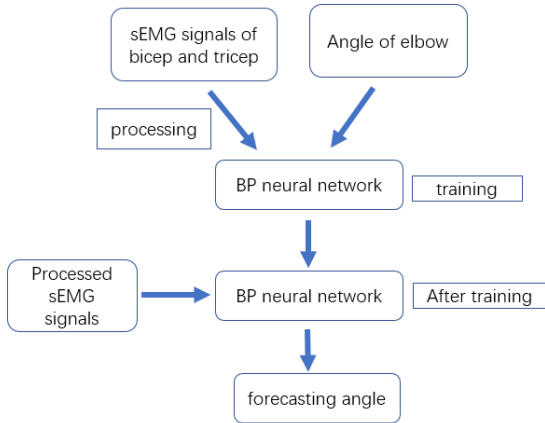 sEMG signals of
bicep and tricep
Angle of elbow
processing
BP neural network
training
Processed
sEMG
signals
BP neural network
After training
forecasting angle